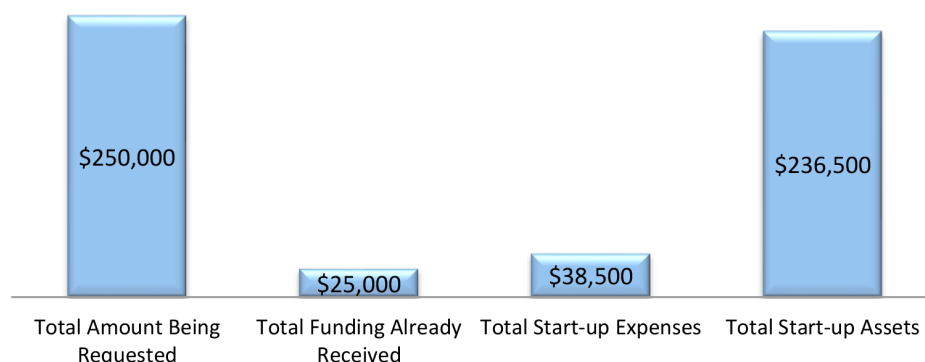 $250,000
$236,500
$25,000
$38,500
Total Amount Being
Requested
Total Funding Already
Received
Total Start-up Expenses
Total Start-up Assets